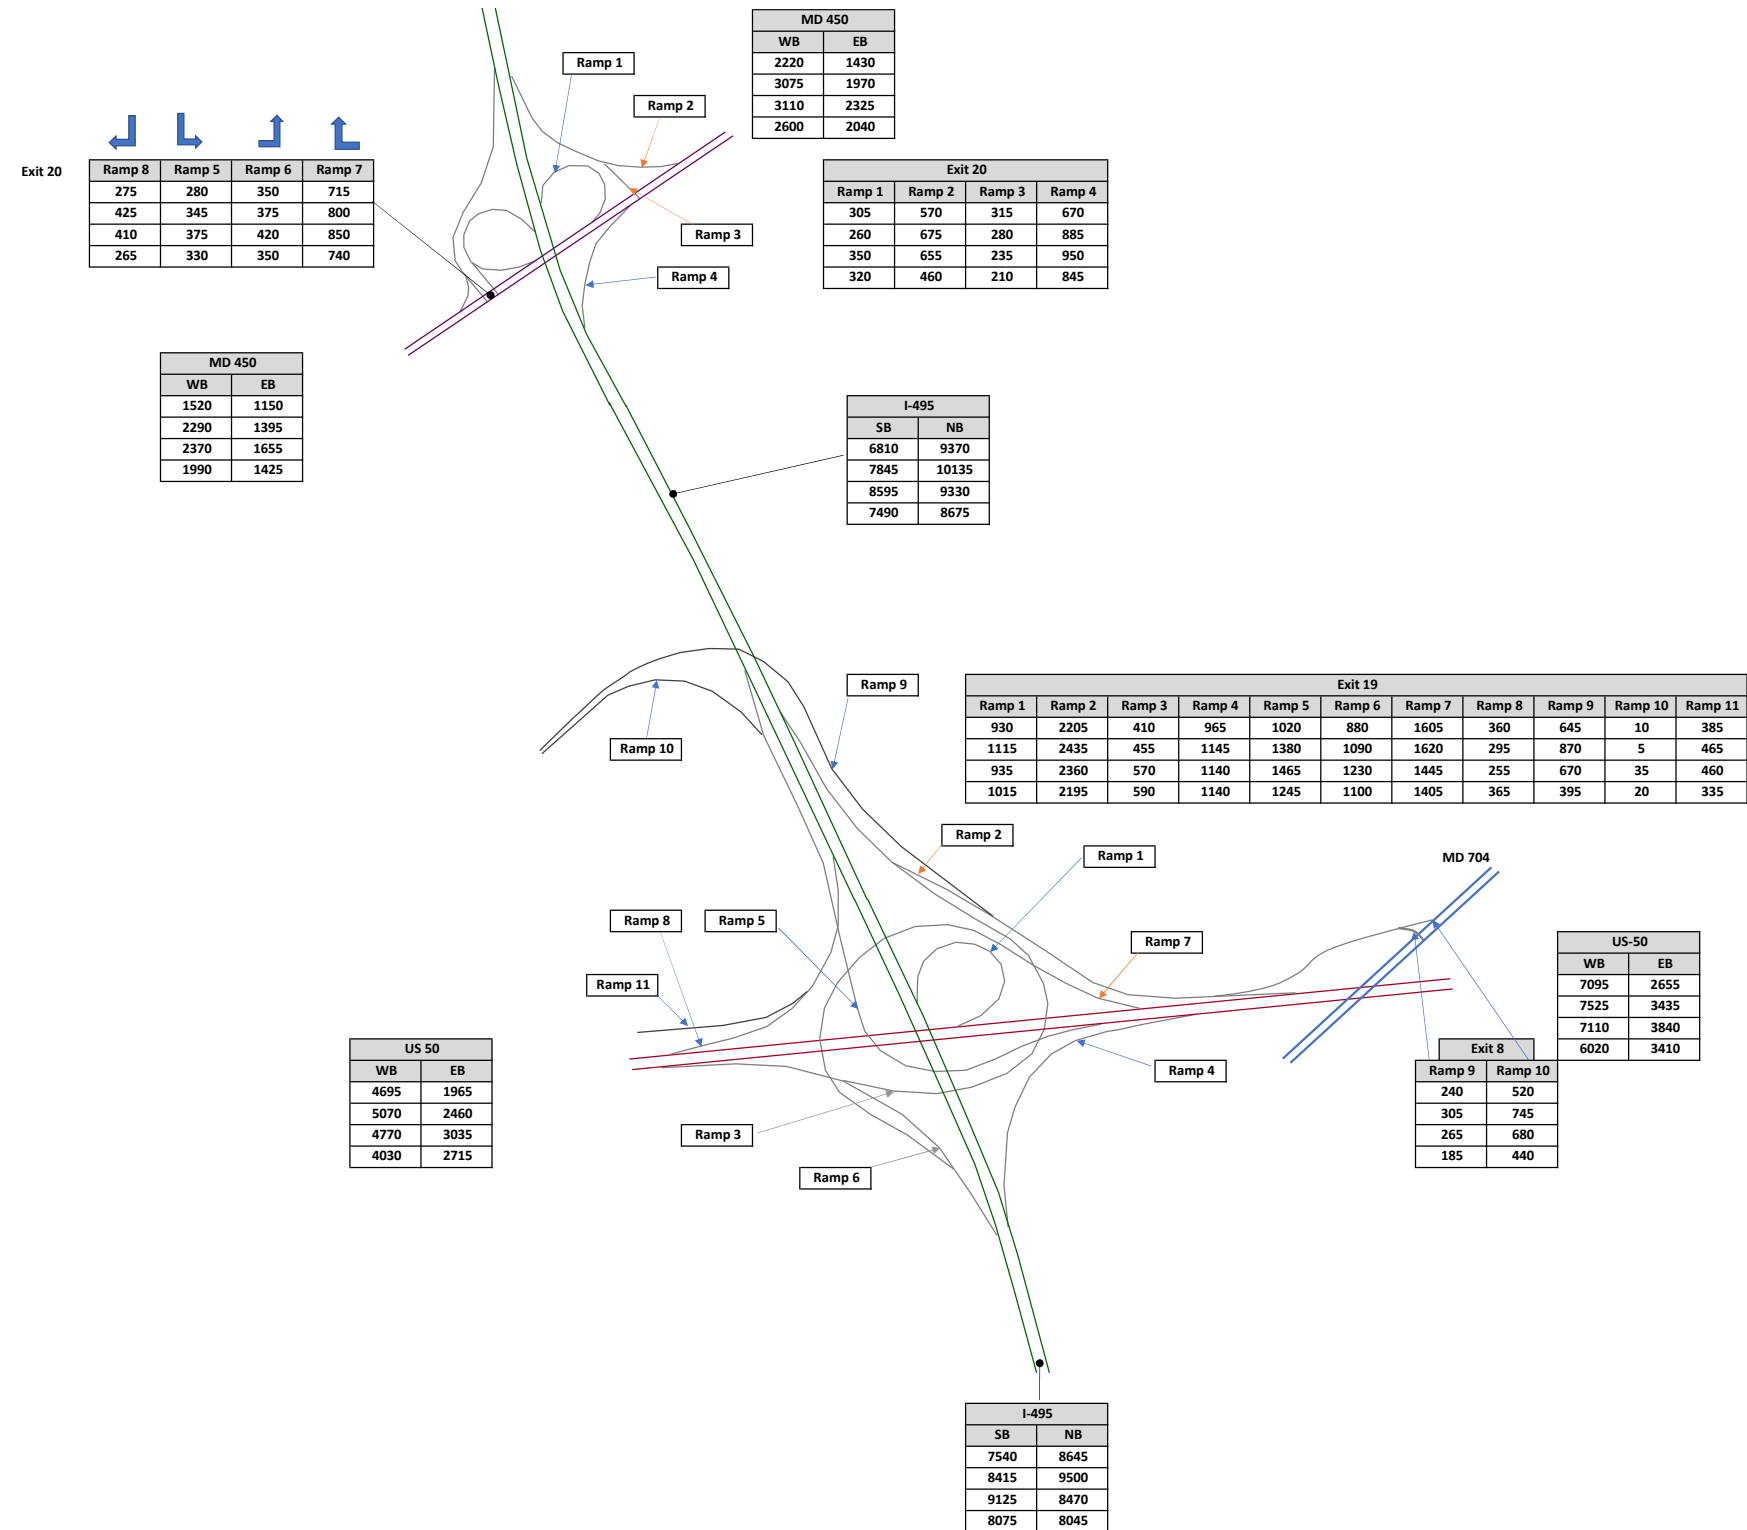 MD 450
WB EB
2220 1430
3075 1970
3110 2325
2600 2040
Ramp 1
Ramp 2
Exit 20
Ramp 8 Ramp 5 Ramp 6 Ramp 7
275 280 350 715
425 345 375 800
410 375 420 850
265 330 350 740
Exit 20
Ramp 1 Ramp 2 Ramp 3 Ramp 4
305 570 315 670
260 675 280 885
350 655 235 950
320 460 210 845
Ramp 3
Ramp 4
MD 450
WB EB
1520 1150
2290 1395
2370 1655
1990 1425
I-495
SB NB
6810 9370
7845 10135
8595 9330
7490 8675
Ramp 9
Ramp 10
Exit 19
Ramp 1 Ramp 2 Ramp 3 Ramp 4 Ramp 5 Ramp 6 Ramp 7 Ramp 8 Ramp 9 Ramp 10 Ramp 11
930 2205 410 965 1020 880 1605 360 645 10 385
1115 2435 455 1145 1380 1090 1620 295 870 5 465
935 2360 570 1140 1465 1230 1445 255 670 35 460
1015 2195 590 1140 1245 1100 1405 365 395 20 335
Ramp 2
Ramp 1
MD 704
Ramp 8
Ramp 5
Ramp 7
Ramp 11
US-50
WB EB
7095 2655
7525 3435
7110 3840
6020 3410
US 50
WB EB
4695 1965
5070 2460
4770 3035
4030 2715
Exit 8
Ramp 9 Ramp 10
240 520
305 745
265 680
185 440
Ramp 4
Ramp 3
Ramp 6
I-495
SB NB
7540 8645
8415 9500
9125 8470
8075 8045